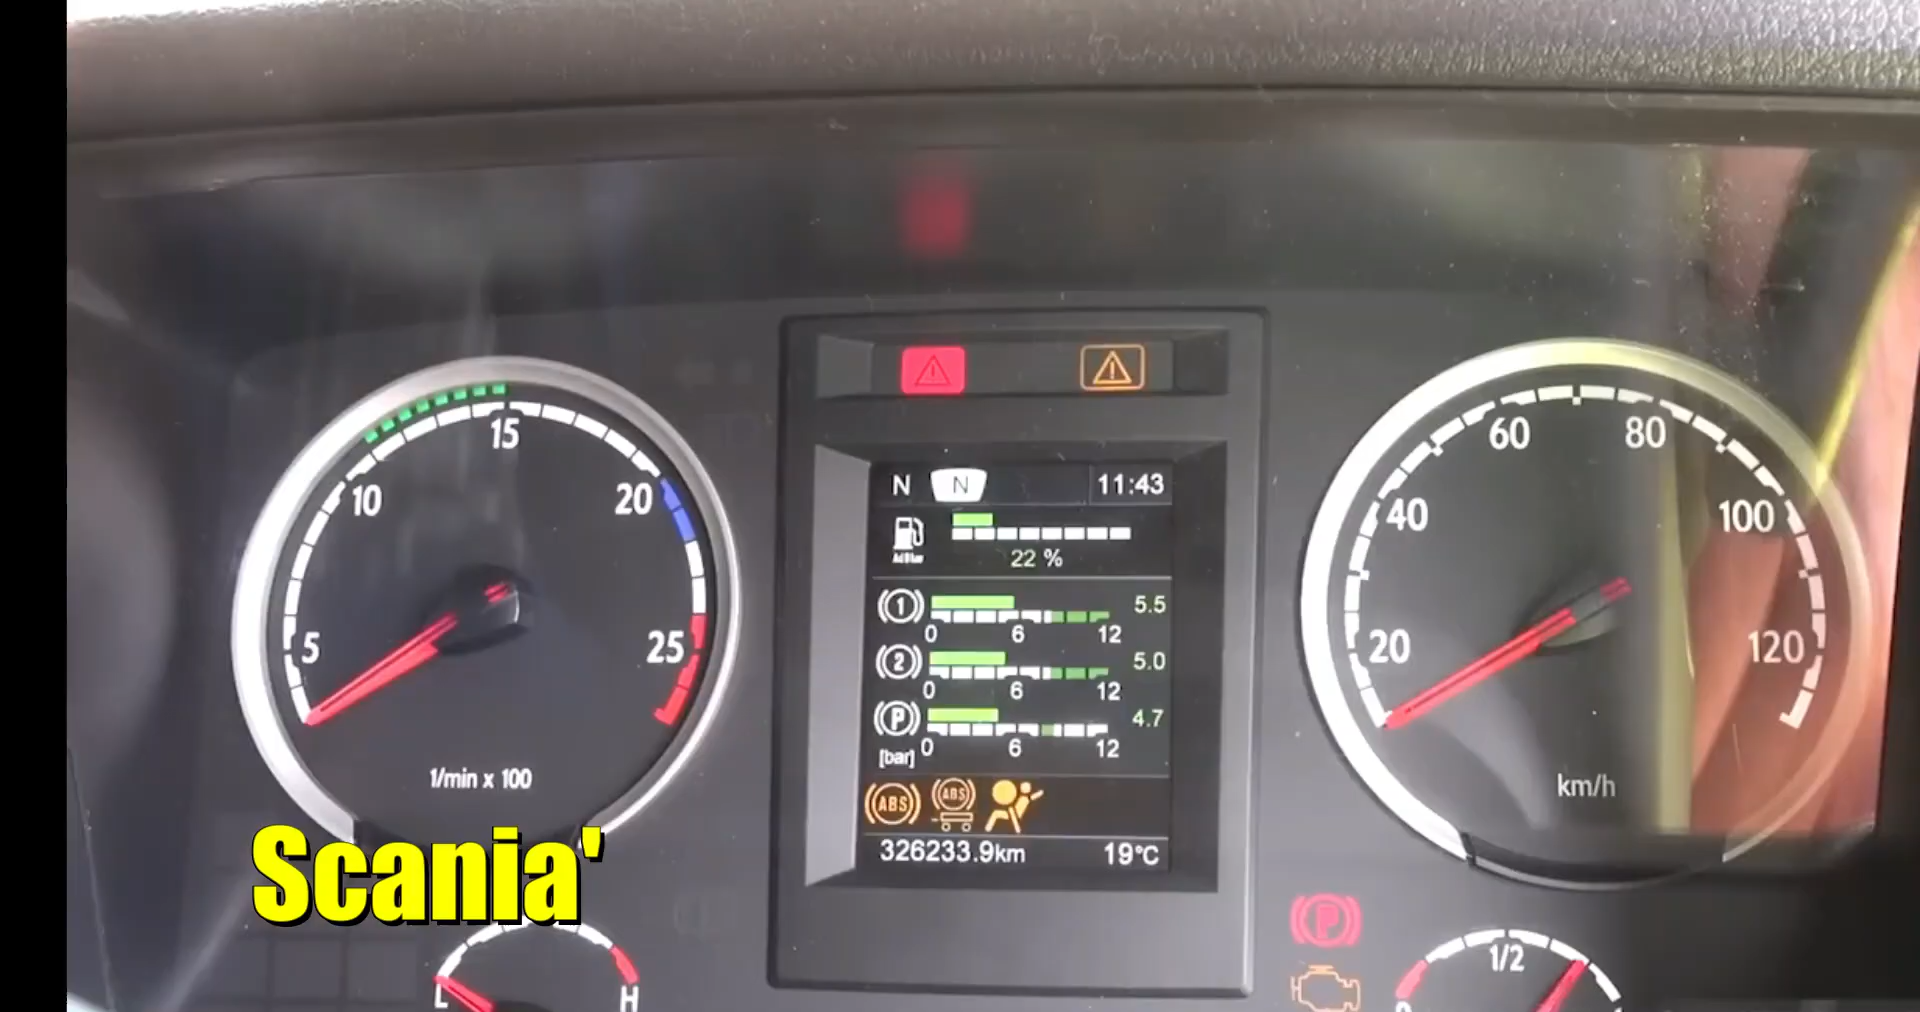 N N 11:43
AdBlue
22 %
1 5.5
0 6 12
2 5.0
0 6 12
P 4.7
[bar] 0 6 12
ABS ABS
326233.9km 19°C
5 10 15 20 25
1/min x 100
20 40 60 80 100 120
km/h
Scania'
L H
P
0 1/2